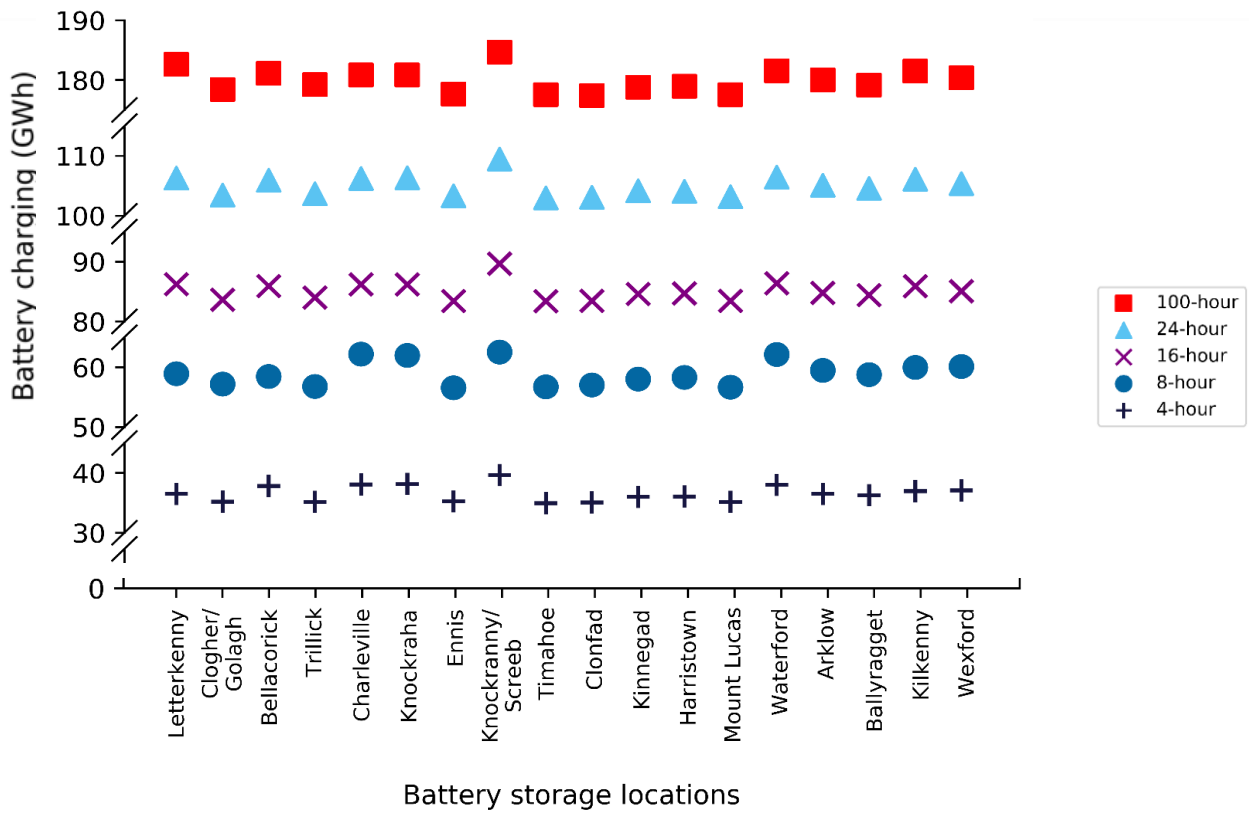 Battery charging (GWh)
190
180
110
100
90
80
60
50
40
30
0
Letterkenny
Clogher/
Golagh
Bellacorick
Trillick
Charleville
Knockraha
Ennis
Knockranny/
Screeb
Timahoe
Clonfad
Kinnegad
Harristown
Mount Lucas
Waterford
Arklow
Ballyragget
Kilkenny
Wexford
Battery storage locations
100-hour
24-hour
16-hour
8-hour
4-hour